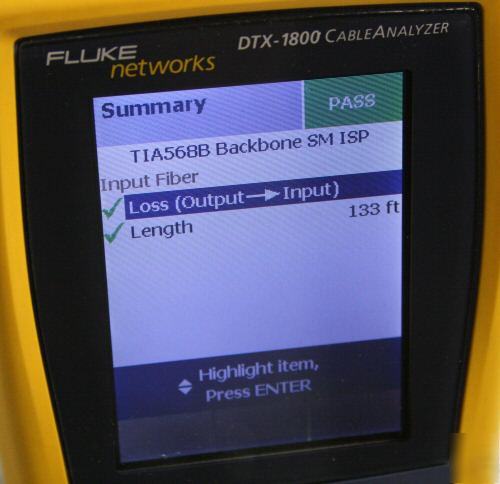 FLUKE networks
DTX-1800 CABLEANALYZER
Summary PASS
TIA568B Backbone SM ISP
Input Fiber
Loss (Output→Input)
Length 133 ft
Highlight item,
Press ENTER